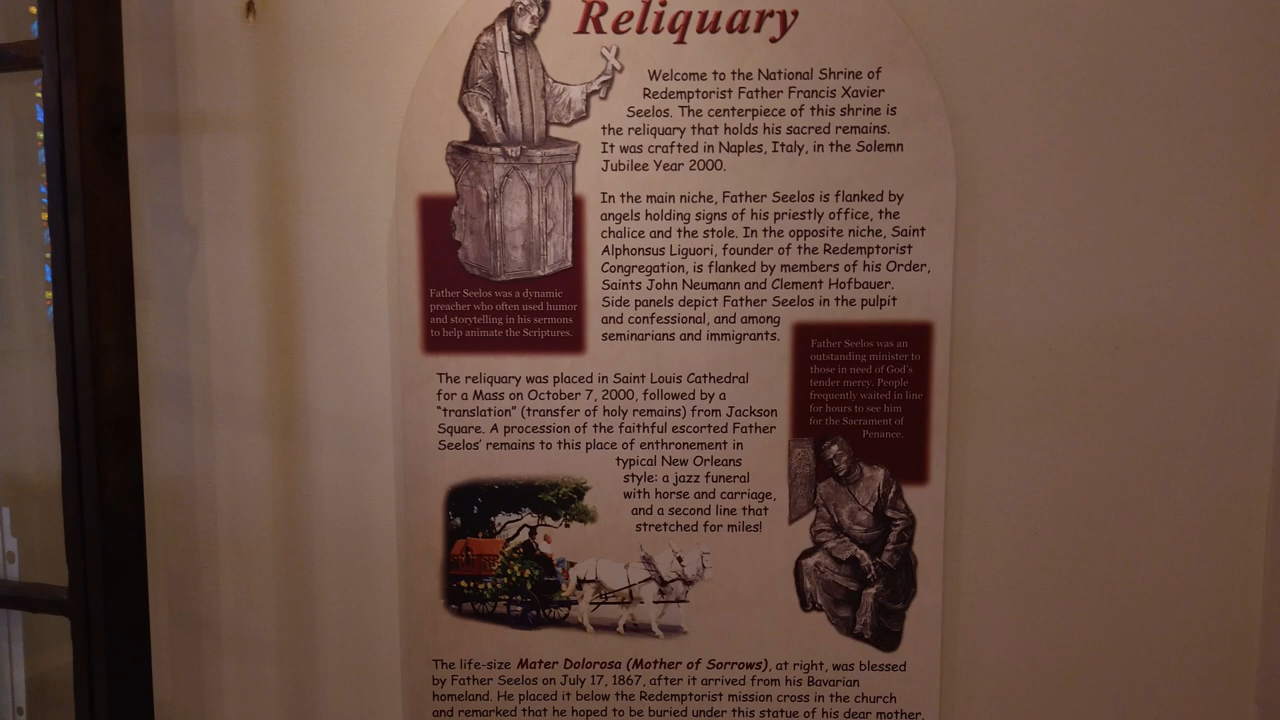 Reliquary
Welcome to the National Shrine of
Redemptorist Father Francis Xavier
Seelos. The centerpiece of this shrine is
the reliquary that holds his sacred remains.
It was crafted in Naples, Italy, in the Solemn
Jubilee Year 2000.
In the main niche, Father Seelos is flanked by
angels holding signs of his priestly office, the
chalice and the stole. In the opposite niche, Saint
Alphonsus Liguori, founder of the Redemptorist
Congregation, is flanked by members of his Order,
Saints John Neumann and Clement Hofbauer.
Side panels depict Father Seelos in the pulpit
and confessional, and among
seminarians and immigrants.
Father Seelos was a dynamic
preacher who often used humor
and storytelling in his sermons
to help animate the Scriptures.
Father Seelos was an
outstanding minister to
those in need of God's
tender mercy. People
frequently waited in line
for hours to see him
for the Sacrament of
Penance.
The reliquary was placed in Saint Louis Cathedral
for a Mass on October 7, 2000, followed by a
“translation” (transfer of holy remains) from Jackson
Square. A procession of the faithful escorted Father
Seelos’ remains to this place of enthronement in
typical New Orleans
style: a jazz funeral
with horse and carriage,
and a second line that
stretched for miles!
The life-size Mater Dolorosa (Mother of Sorrows), at right, was blessed
by Father Seelos on July 17, 1867, after it arrived from his Bavarian
homeland. He placed it below the Redemptorist mission cross in the church
and remarked that he hoped to be buried under this statue of his dear mother,